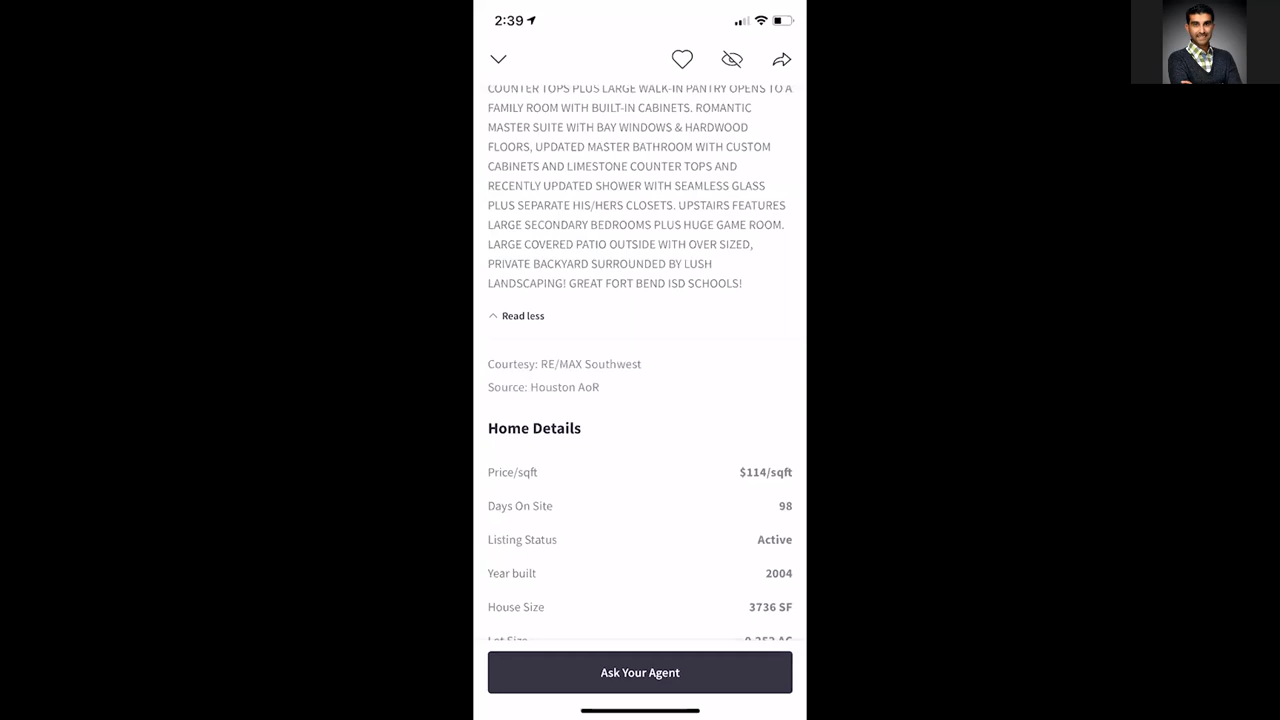 2:39
COUNTER TOPS PLUS LARGE WALK-IN PANTRY OPENS TO A
FAMILY ROOM WITH BUILT-IN CABINETS. ROMANTIC
MASTER SUITE WITH BAY WINDOWS & HARDWOOD
FLOORS, UPDATED MASTER BATHROOM WITH CUSTOM
CABINETS AND LIMESTONE COUNTER TOPS AND
RECENTLY UPDATED SHOWER WITH SEAMLESS GLASS
PLUS SEPARATE HIS/HERS CLOSETS. UPSTAIRS FEATURES
LARGE SECONDARY BEDROOMS PLUS HUGE GAME ROOM.
LARGE COVERED PATIO OUTSIDE WITH OVER SIZED,
PRIVATE BACKYARD SURROUNDED BY LUSH
LANDSCAPING! GREAT FORT BEND ISD SCHOOLS!
Read less
Courtesy: RE/MAX Southwest
Source: Houston AoR
Home Details
Price/sqft $114/sqft
Days On Site 98
Listing Status Active
Year built 2004
House Size 3736 SF
Lot Size
Ask Your Agent